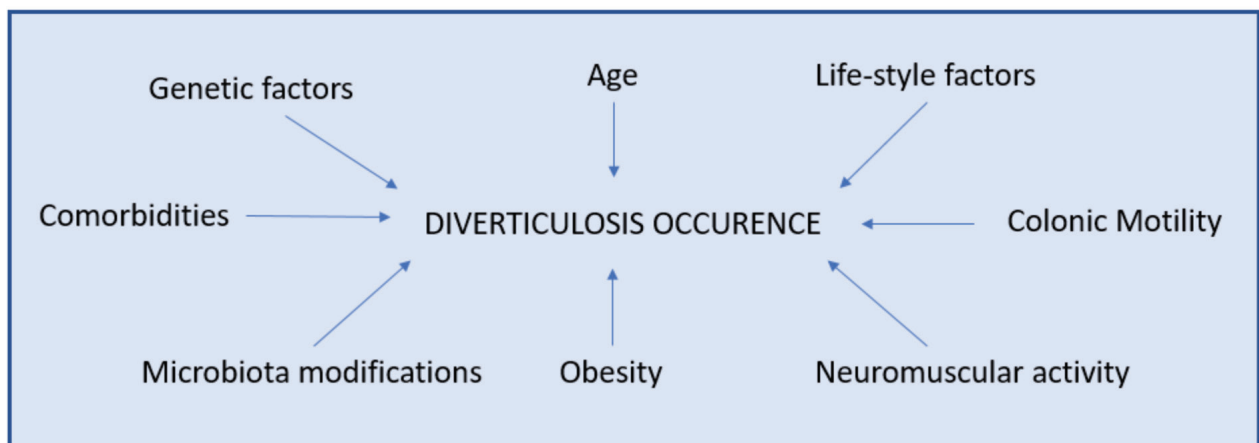 Genetic factors
Age
Life-style factors
Comorbidities
DIVERTICULOSIS OCCURENCE
Colonic Motility
Microbiota modifications
Obesity
Neuromuscular activity